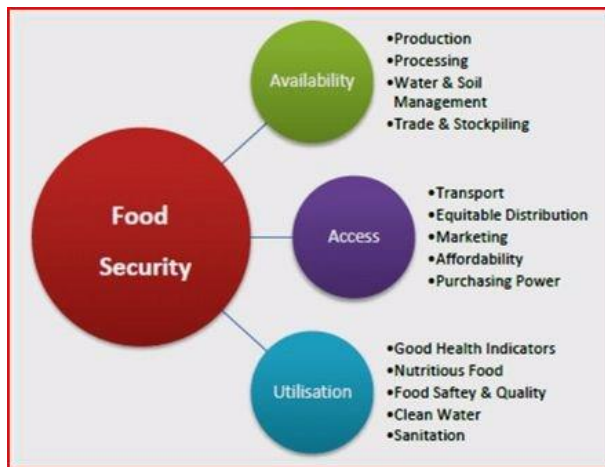 Food
Security
Availability
•Production
•Processing
•Water & Soil
Management
•Trade & Stockpiling
Access
•Transport
•Equitable Distribution
•Marketing
•Affordability
•Purchasing Power
Utilisation
•Good Health Indicators
•Nutritious Food
•Food Saftey & Quality
•Clean Water
•Sanitation